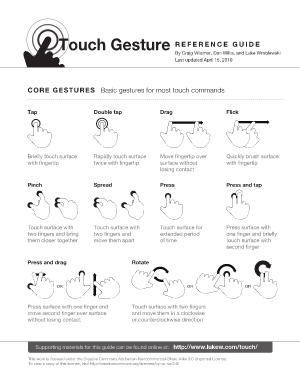 Touch Gesture REFERENCE GUIDE
By Craig Villamor, Dan Willis, and Luke Wroblewski
Last updated April 15, 2010
CORE GESTURES Basic gestures for most touch commands
Tap
Double tap
Drag
Flick
Briefly touch surface
with fingertip
Rapidly touch surface
twice with fingertip
Move fingertip over
surface without
losing contact
Quickly brush surface
with fingertip
Pinch
Spread
Press
Press and tap
Touch surface with
two fingers and bring
them closer together
Touch surface with
two fingers and
move them apart
Touch surface for
extended period
of time
Press surface with
one finger and briefly
touch surface with
second finger
Press and drag
Rotate
OR
OR
OR
Press surface with one finger and
move second finger over surface
without losing contact
Touch surface with two fingers
and move them in a clockwise
or counterclockwise direction
Supporting materials for this guide can be found online at: http://www.lukew.com/touch/
This work is licensed under the Creative Commons Attribution-Noncommercial-Share Alike 3.0 Unported License.
To view a copy of this license, visit